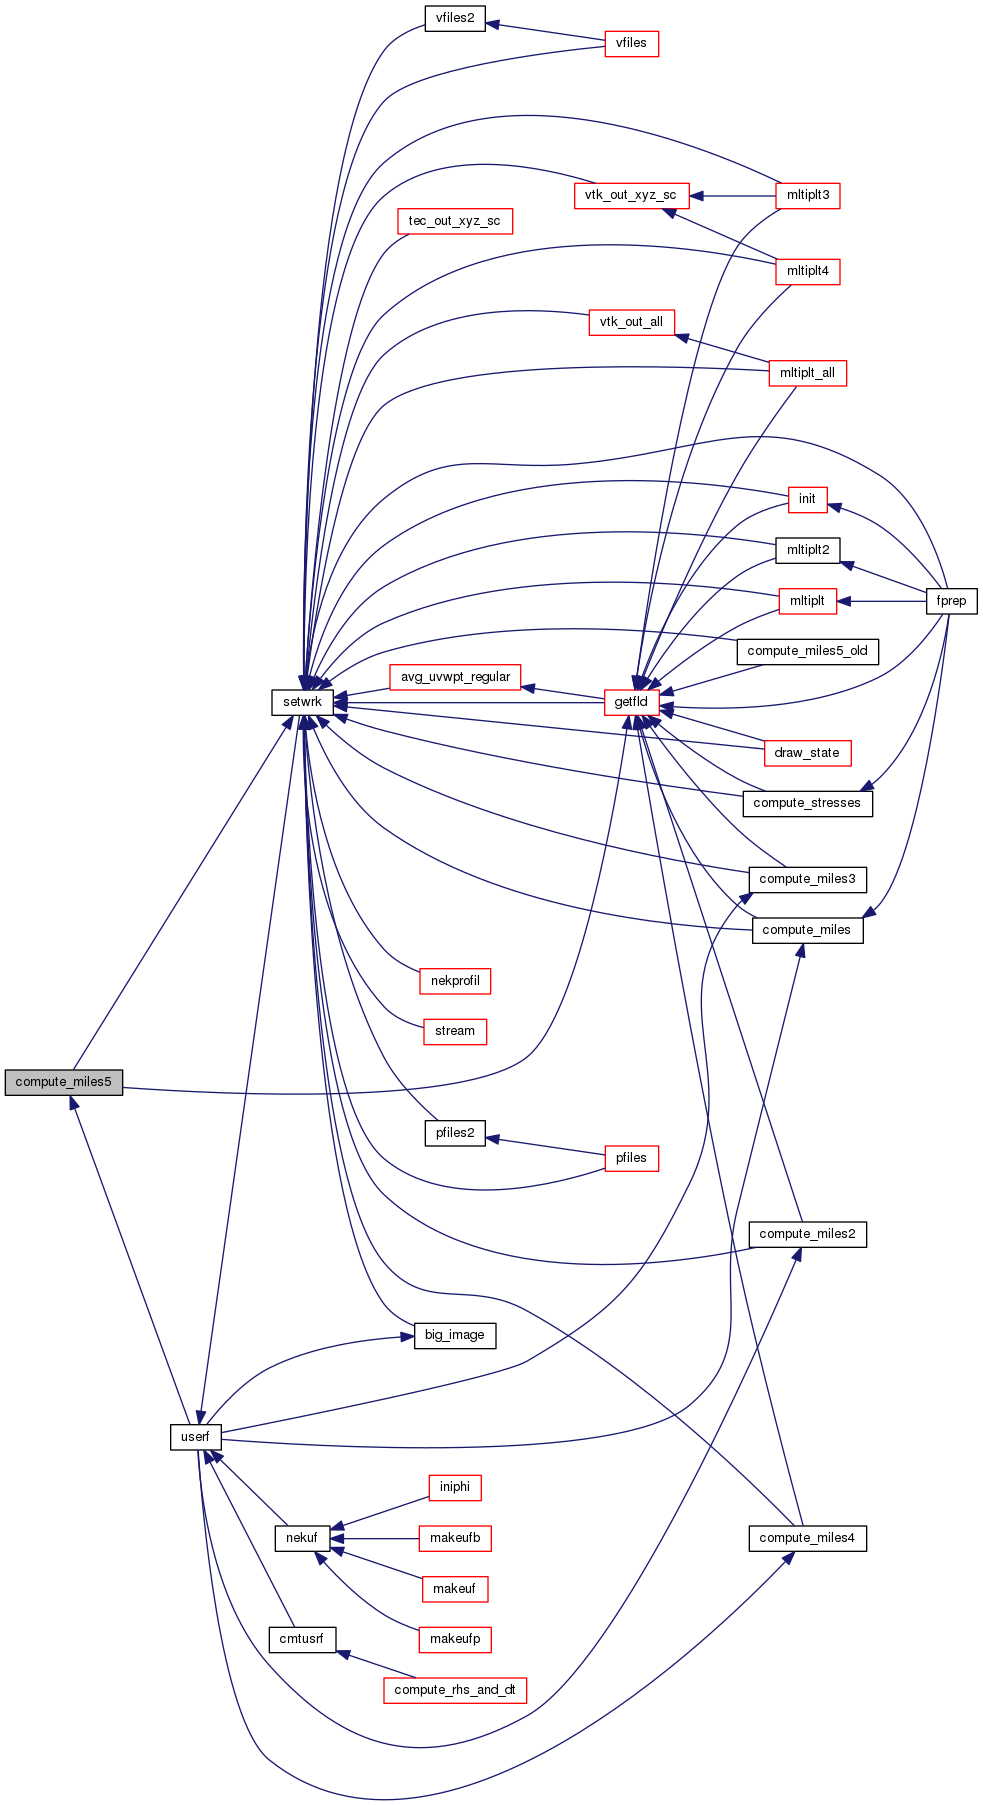 vfiles2
vfiles
vtk_out_xyz_sc
mltiplt3
tec_out_xyz_sc
mltiplt4
vtk_out_all
mltiplt_all
init
mltiplt2
mltiplt
fprep
compute_miles5_old
avg_uvwpt_regular
setwrk
getfld
draw_state
compute_stresses
compute_miles3
compute_miles
nekprofil
stream
compute_miles5
pfiles2
pfiles
compute_miles2
big_image
userf
iniphi
nekuf
makeufb
compute_miles4
makeuf
cmtusrf
makeufp
compute_rhs_and_dt